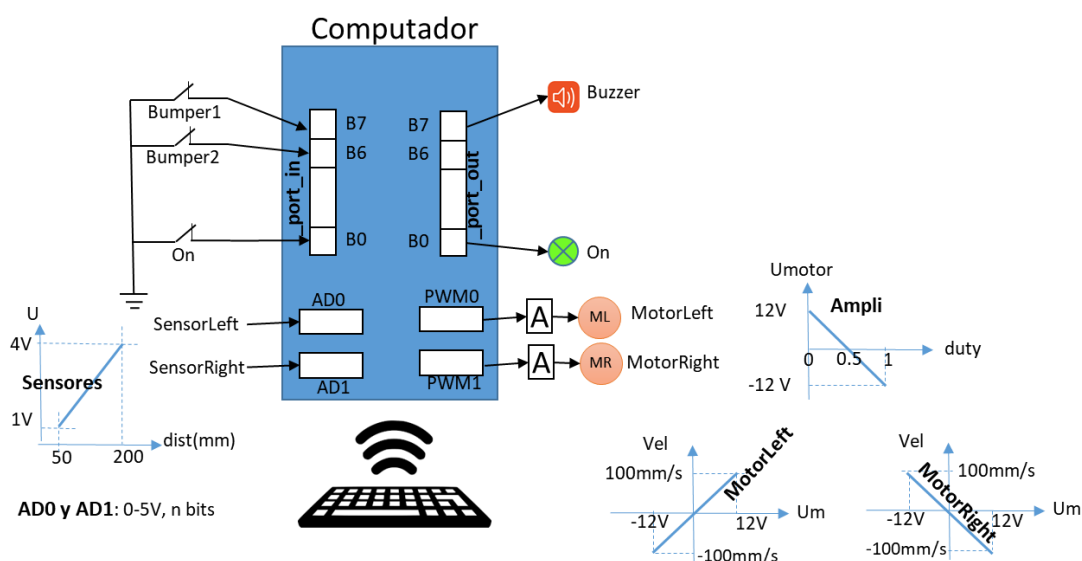 Computador
Bumper1
Bumper2
On
_port_in
B7
B6
B0
_port_out
B7
B6
B0
Buzzer
On
AD0
AD1
PWM0
PWM1
SensorLeft
SensorRight
A
A
ML
MR
MotorLeft
MotorRight
U
4V
Sensores
1V
50
200
dist(mm)
AD0 y AD1: 0-5V, n bits
Umotor
12V
Ampli
0
0.5
1
duty
-12 V
Vel
100mm/s
MotorLeft
-12V
12V
Um
-100mm/s
Vel
100mm/s
MotorRight
-12V
12V
Um
-100mm/s